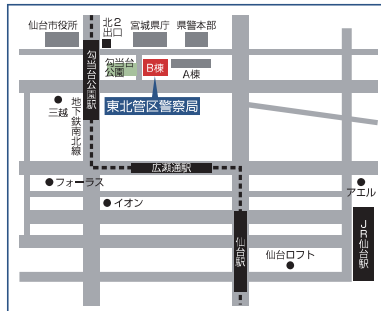 仙台市役所
北2
出口
宮城県庁
県警本部
勾当台公園駅
勾当台
公園
B棟
A棟
東北管区警察局
三越
地下鉄南北線
広瀬通駅
フォーラス
アエル
イオン
仙台駅
JR仙台駅
仙台ロフト